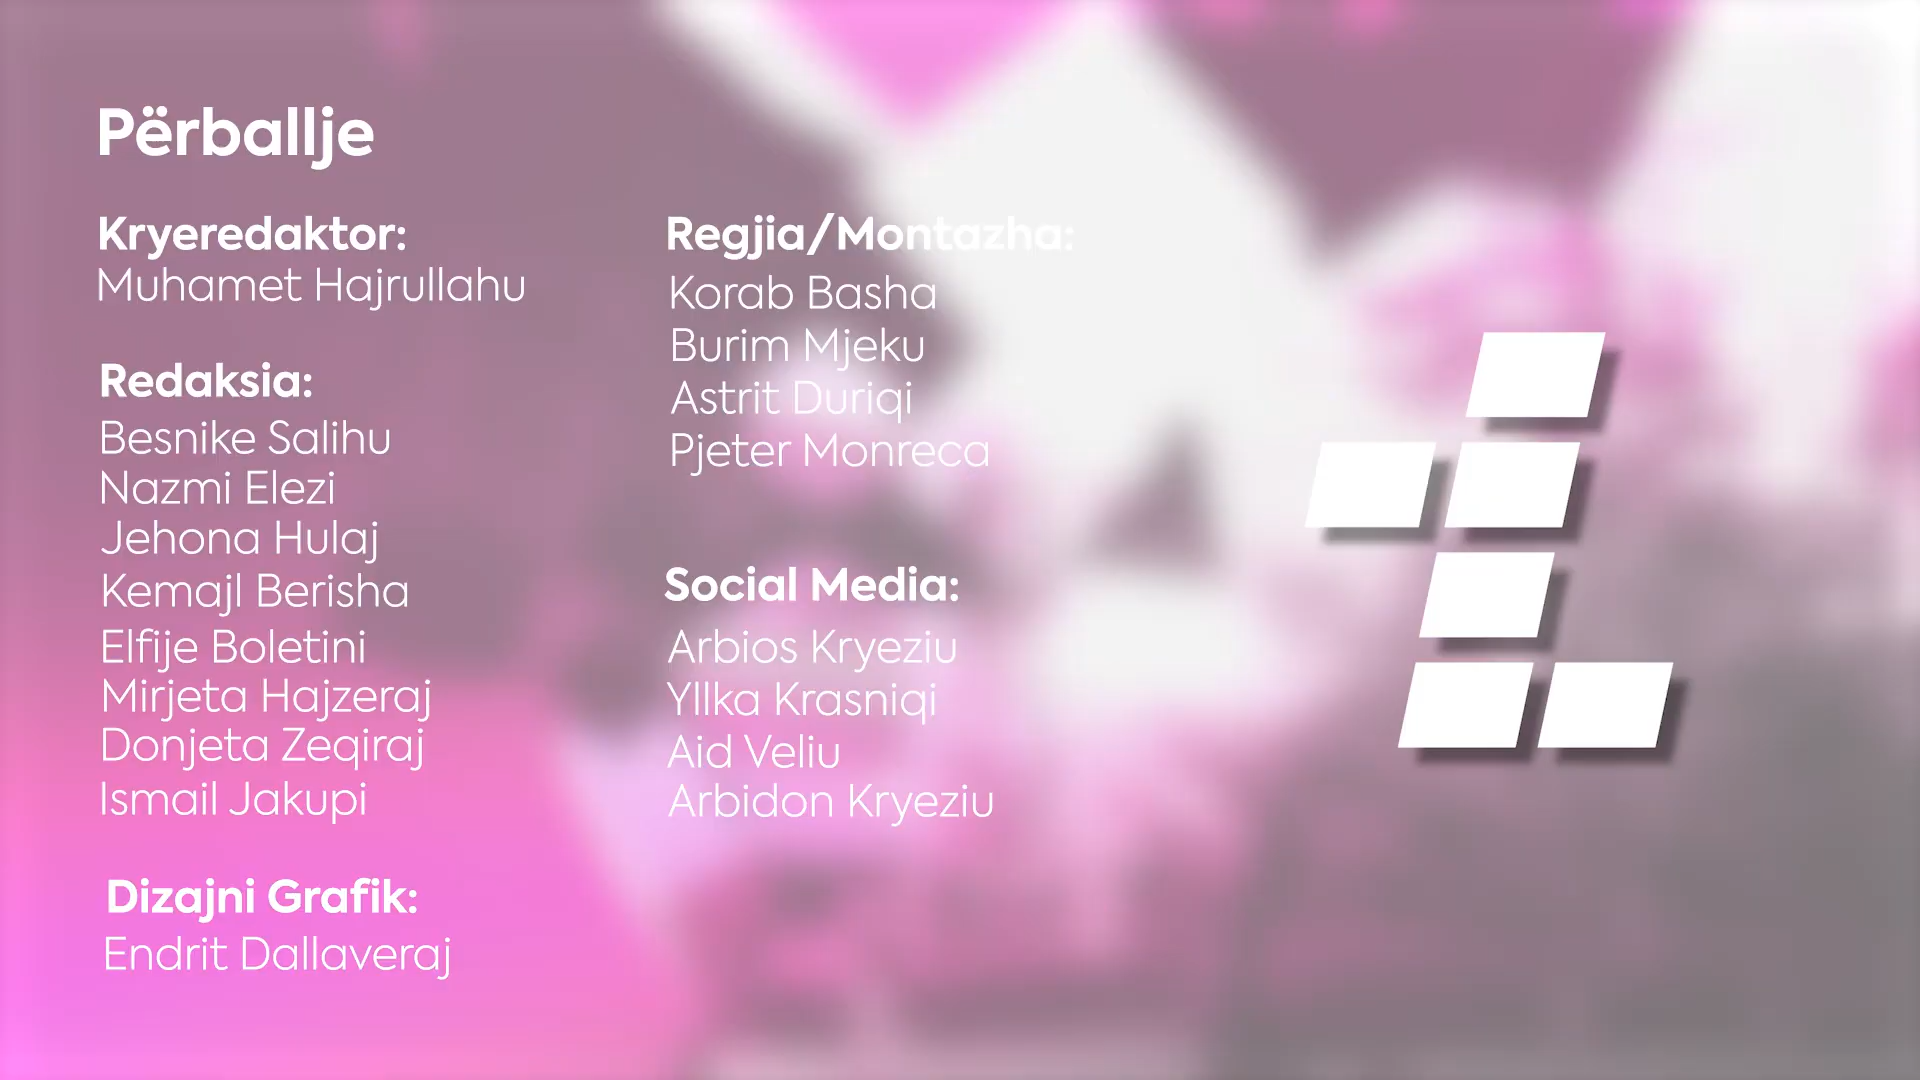 Përballje
Kryeredaktor:
Muhamet Hajrullahu
Redaksia:
Besnike Salihu
Nazmi Elezi
Jehona Hulaj
Kemajl Berisha
Elfije Boletini
Mirjeta Hajzeraj
Donjeta Zeqiraj
Ismail Jakupi
Dizajni Grafik:
Endrit Dallaveraj
Regjia/Montazha:
Korab Basha
Burim Mjeku
Astrit Duriqi
Pjeter Monreca
Social Media:
Arbios Kryeziu
Yllka Krasniqi
Aid Veliu
Arbidon Kryeziu